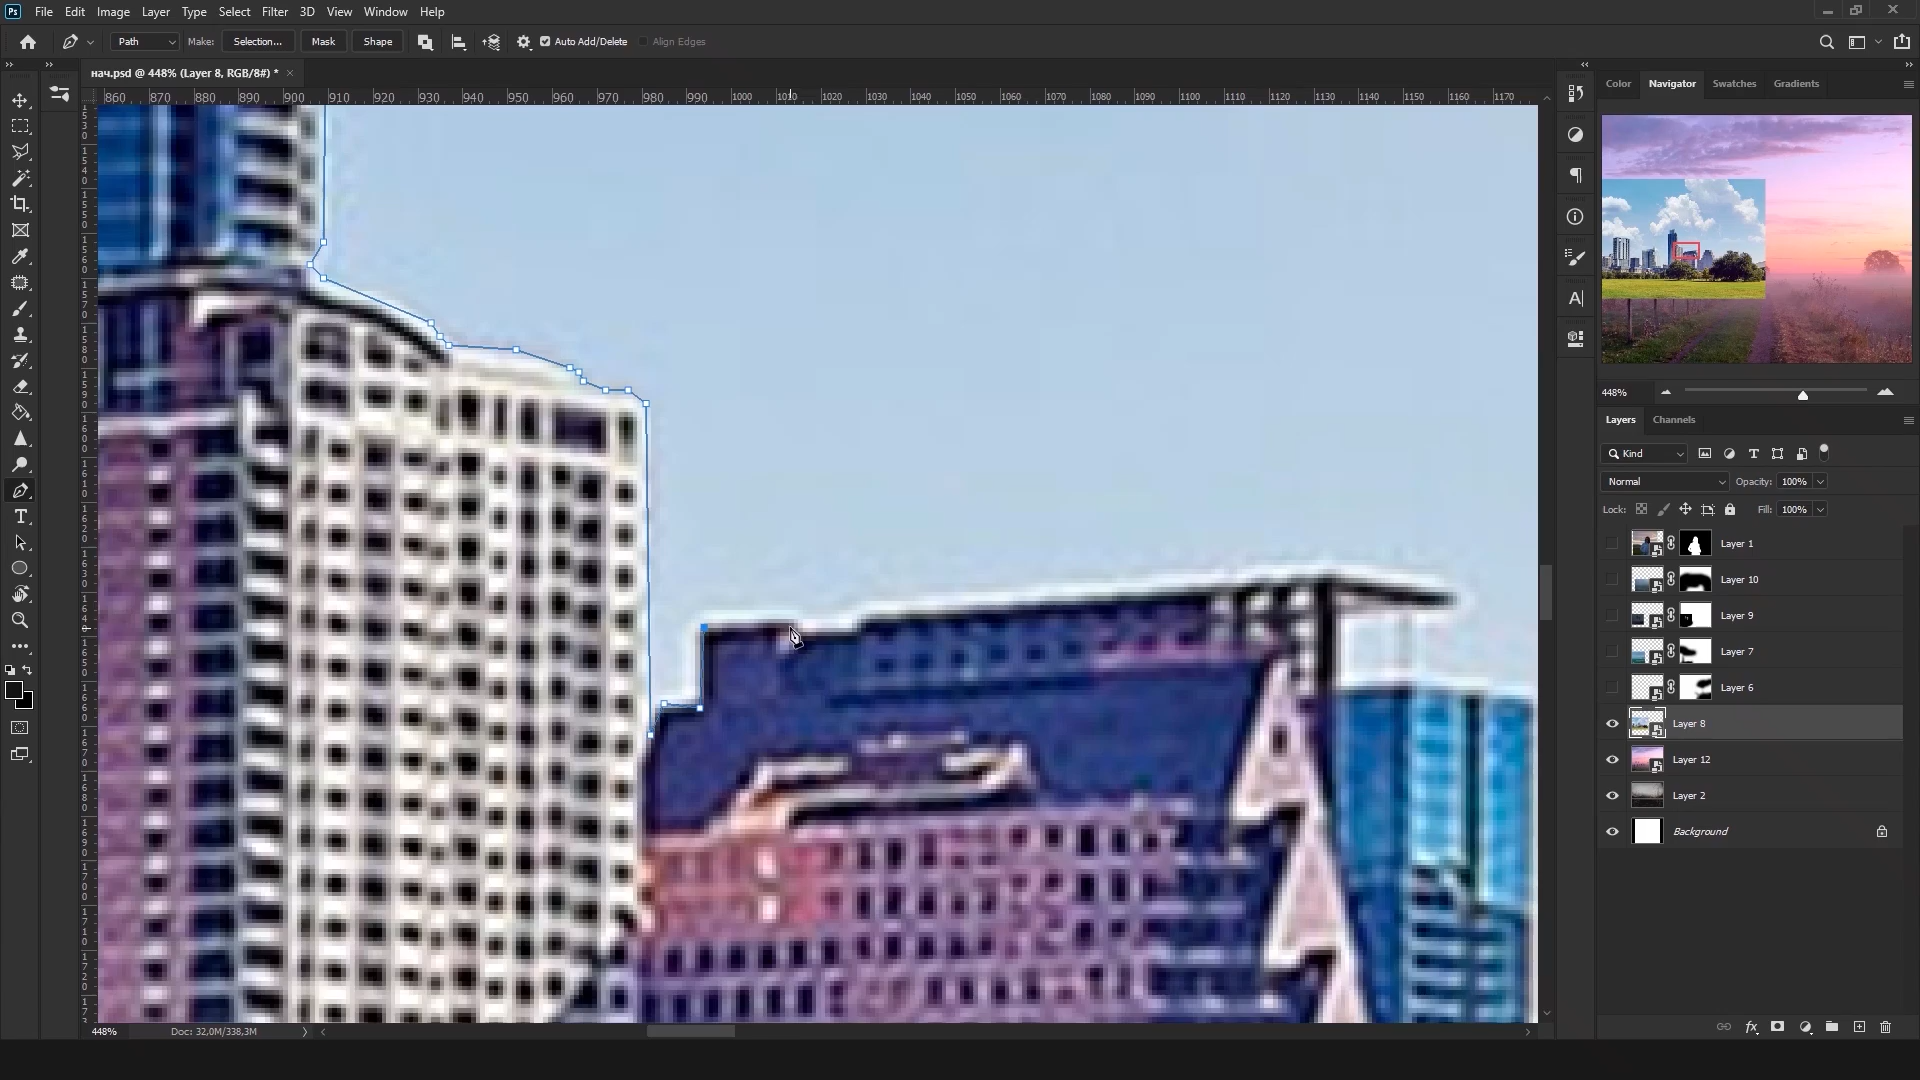 Ps File Edit Image Layer Type Select Filter 3D View Window Help
Path Make: Selection... Mask Shape Auto Add/Delete Align Edges
нач.psd @ 448% (Layer 8, RGB/8#) * ×
860 870 880 890 900 910 920 930 940 950 960 970 980 990 1000 1010 1020 1030 1040 1050 1060 1070 1080 1090 1100 1110 1120 1130 1140 1150 1160 1170
Color Navigator Swatches Gradients
448%
Layers Channels
Kind
Normal Opacity: 100%
Lock: Fill: 100%
Layer 1
Layer 10
Layer 9
Layer 7
Layer 6
Layer 8
Layer 12
Layer 2
Background
448% Doc: 32,0M/338,3M